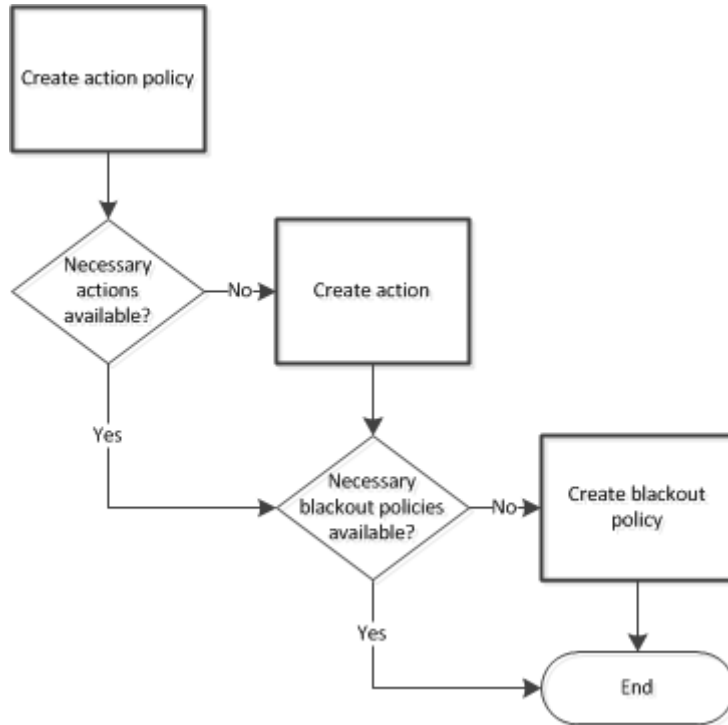 Create action policy
Necessary
actions
available?
No
Create action
Yes
Necessary
blackout policies
available?
No
Create blackout
policy
Yes
End